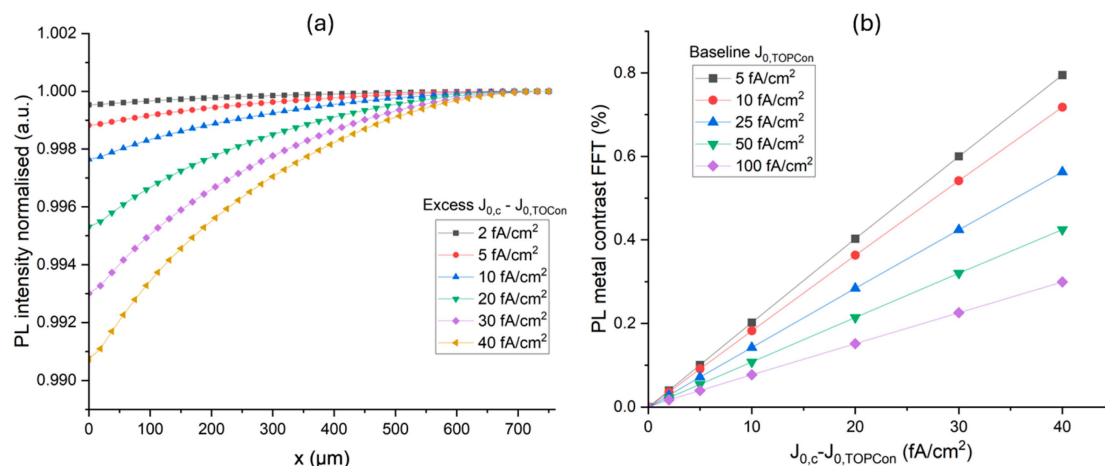 (a)
PL intensity normalised (a.u.)
1.002
1.000
0.998
0.996
0.994
0.992
0.990
Excess J0,c - J0,TOCon
2 fA/cm²
5 fA/cm²
10 fA/cm²
20 fA/cm²
30 fA/cm²
40 fA/cm²
0 100 200 300 400 500 600 700
x (μm)
(b)
PL metal contrast FFT (%)
0.8
0.6
0.4
0.2
0.0
Baseline J0,TOPCon
5 fA/cm²
10 fA/cm²
25 fA/cm²
50 fA/cm²
100 fA/cm²
0 10 20 30 40
J0,c-J0,TOPCon (fA/cm²)